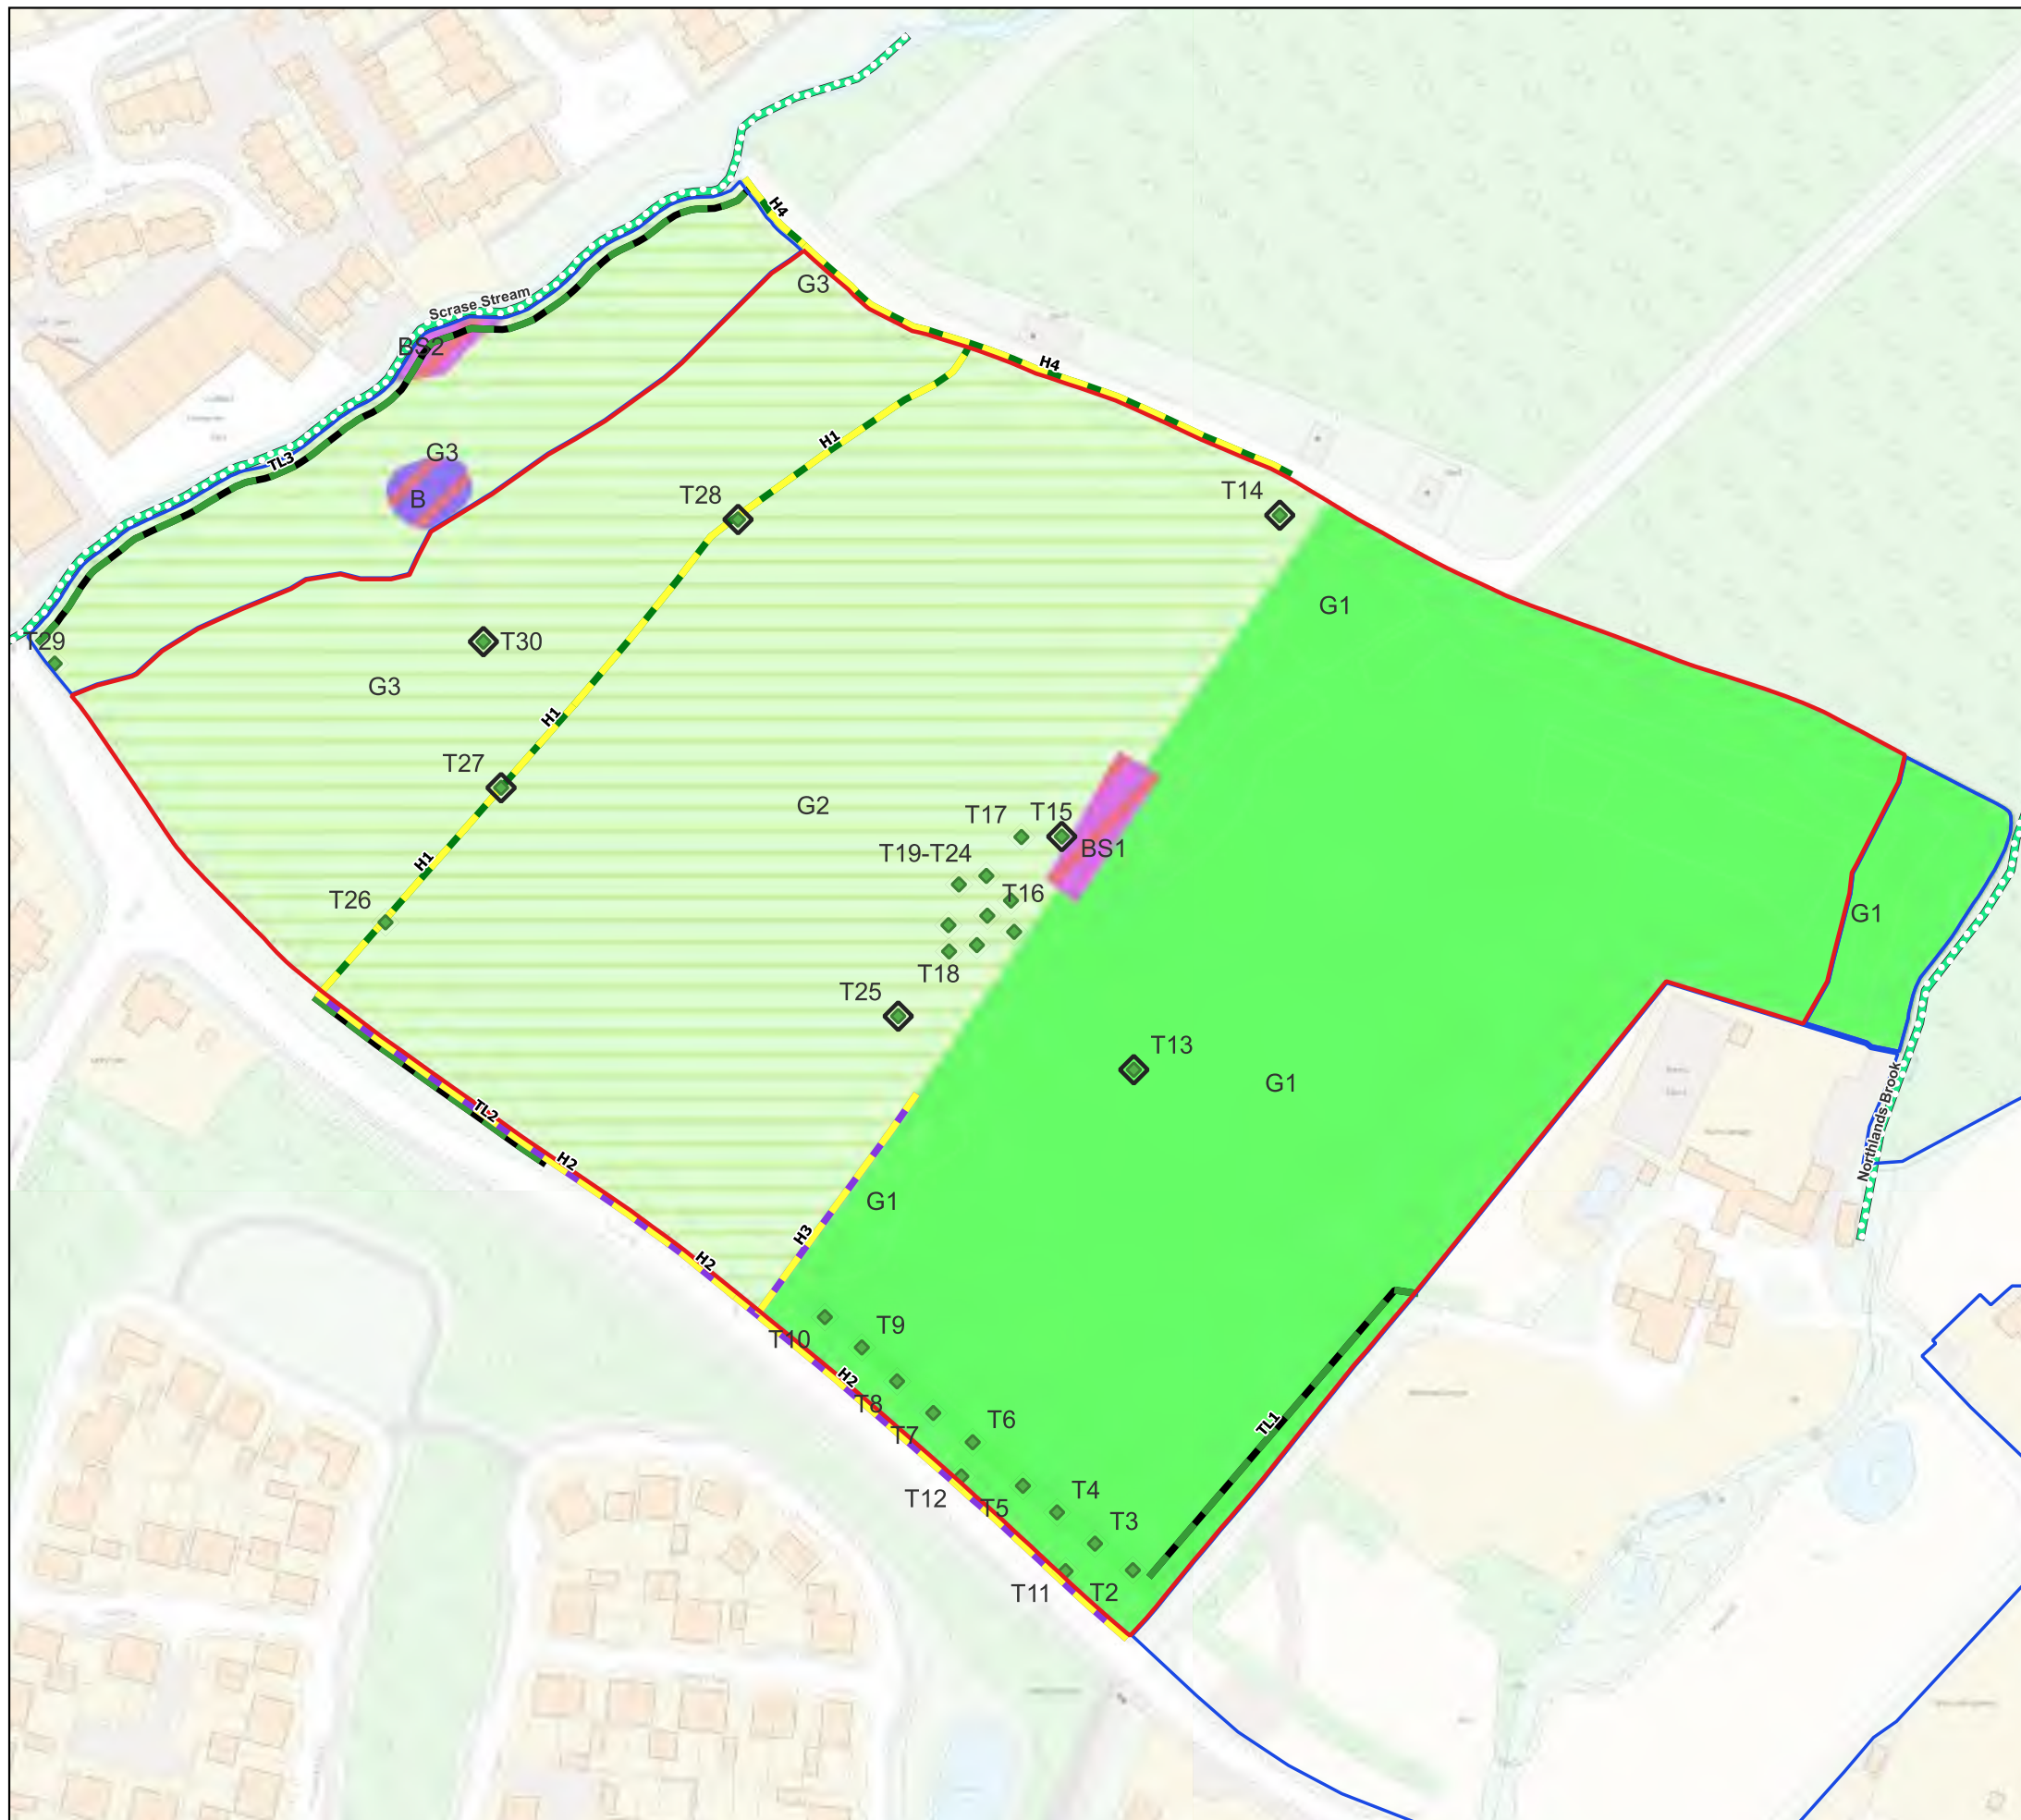 H4
G3
Scrase Stream
BS2
H4
H1
G3
TL3
B
T28
T14
G1
T29
T30
G3
H1
T27
G2
T17
T15
BS1
H1
T19-T24
T16
T26
G1
T18
T25
T13
G1
TL2
H2
Northlands Brook
G1
H3
H2
T10
T9
H2
T8
T6
T7
TL1
T12
T5
T4
T3
T11
T2